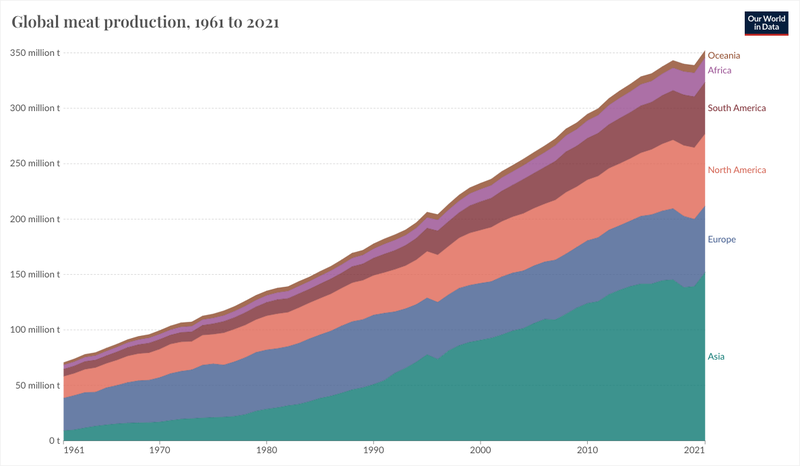 Global meat production, 1961 to 2021
Our World
in Data
350 million t
300 million t
250 million t
200 million t
150 million t
100 million t
50 million t
0 t
1961
1970
1980
1990
2000
2010
2021
Oceania
Africa
South America
North America
Europe
Asia